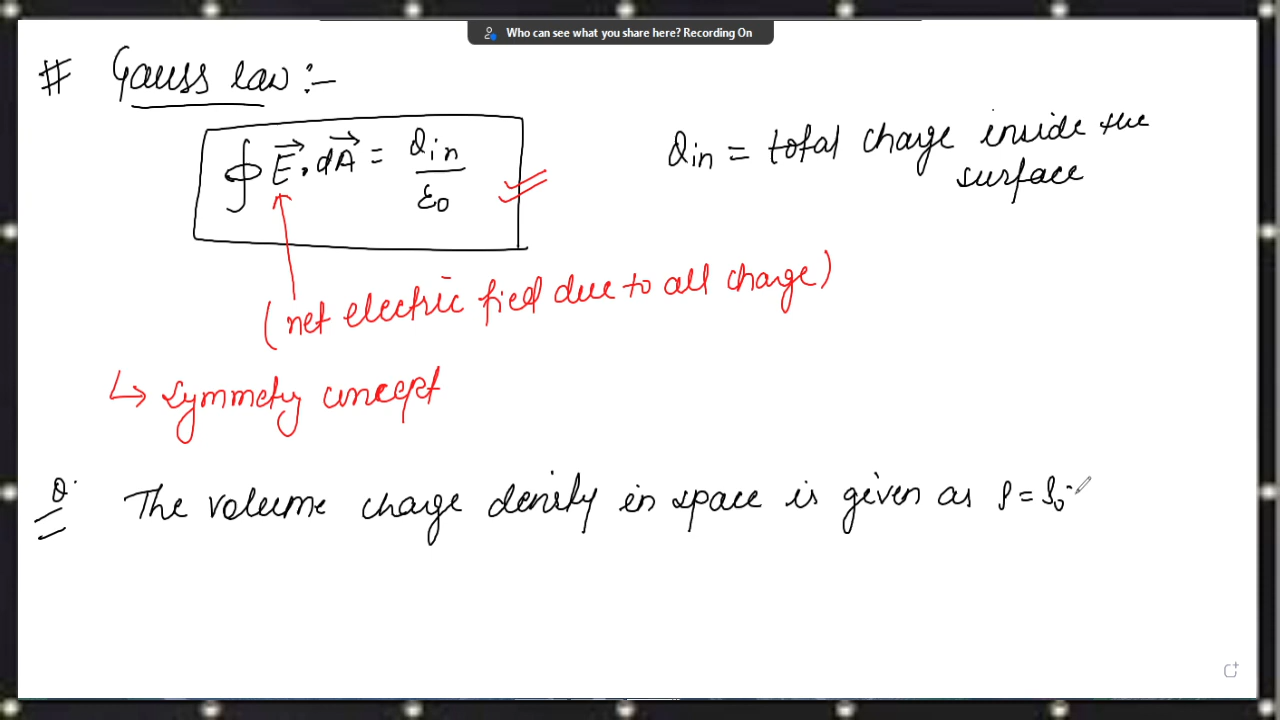 Who can see what you share here? Recording On
# Gauss law :-
∮ E⃗ . dA⃗ = Qin / ε0
Qin = total charge inside the
surface
(net electric field due to all charge)
↳ Symmety concept
Q. The volume charge density in space is given as ρ = ρ0